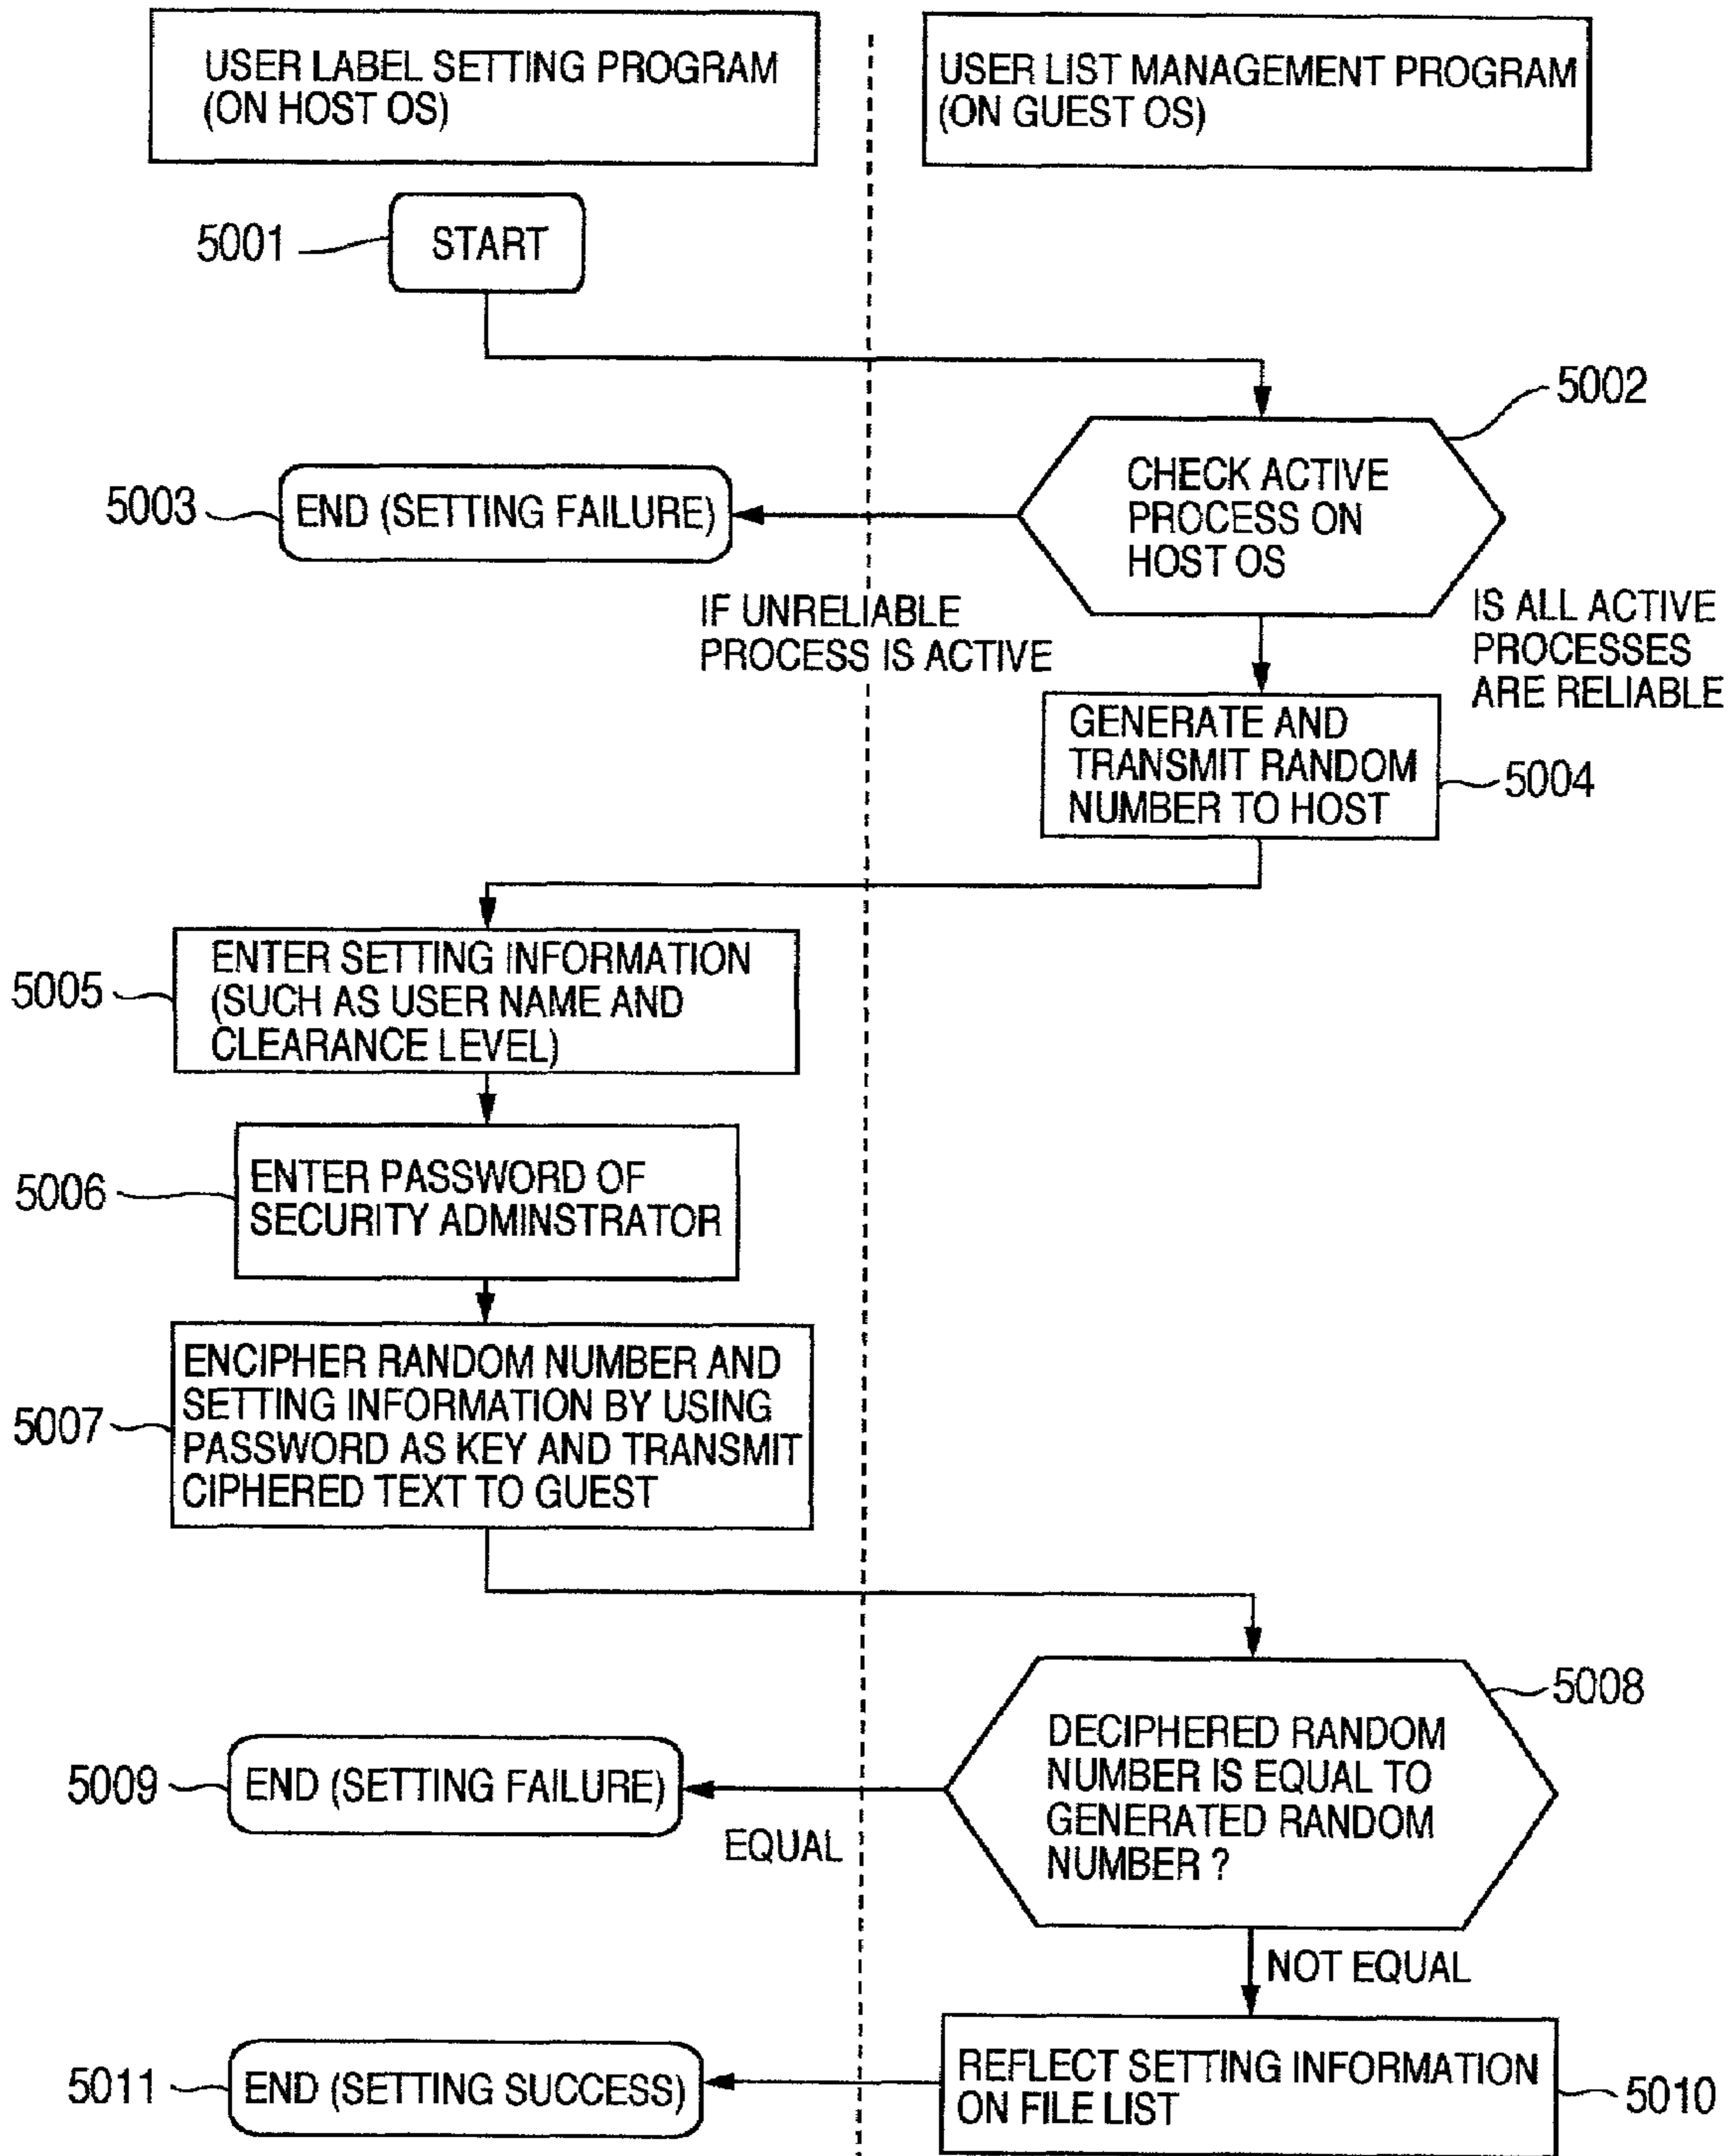 USER LABEL SETTING PROGRAM
(ON HOST OS)
USER LIST MANAGEMENT PROGRAM
(ON GUEST OS)
5001
START
5002
CHECK ACTIVE
PROCESS ON
HOST OS
5003
END (SETTING FAILURE)
IF UNRELIABLE
PROCESS IS ACTIVE
IS ALL ACTIVE
PROCESSES
ARE RELIABLE
GENERATE AND
TRANSMIT RANDOM
NUMBER TO HOST
5004
5005
ENTER SETTING INFORMATION
(SUCH AS USER NAME AND
CLEARANCE LEVEL)
5006
ENTER PASSWORD OF
SECURITY ADMINSTRATOR
5007
ENCIPHER RANDOM NUMBER AND
SETTING INFORMATION BY USING
PASSWORD AS KEY AND TRANSMIT
CIPHERED TEXT TO GUEST
5008
DECIPHERED RANDOM
NUMBER IS EQUAL TO
GENERATED RANDOM
NUMBER ?
5009
END (SETTING FAILURE)
EQUAL
NOT EQUAL
5011
END (SETTING SUCCESS)
REFLECT SETTING INFORMATION
ON FILE LIST
5010